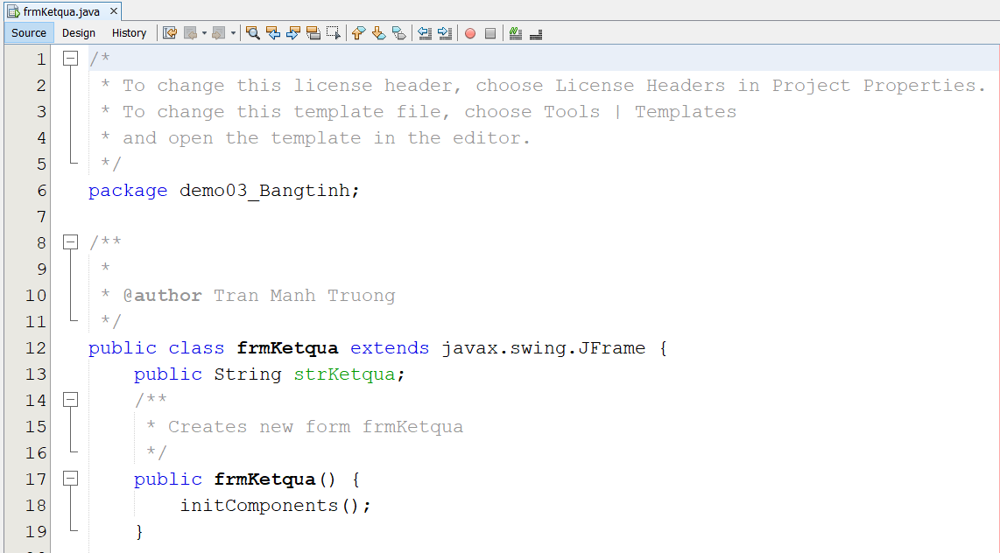 frmKetqua.java
Source Design History
1 /*
2 * To change this license header, choose License Headers in Project Properties.
3 * To change this template file, choose Tools | Templates
4 * and open the template in the editor.
5 */
6 package demo03_Bangtinh;
7
8 /**
9 *
10 * @author Tran Manh Truong
11 */
12 public class frmKetqua extends javax.swing.JFrame {
13 public String strKetqua;
14 /**
15 * Creates new form frmKetqua
16 */
17 public frmKetqua() {
18 initComponents();
19 }